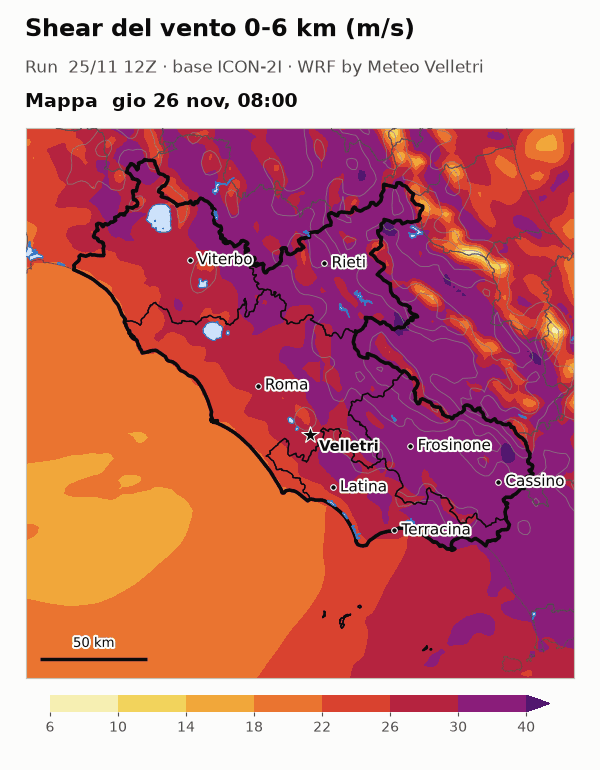 Shear del vento 0-6 km (m/s)
Run  25/11 12Z · base ICON-2I · WRF by Meteo Velletri
Mappa  gio 26 nov, 08:00
Viterbo
Rieti
Roma
Velletri
Frosinone
Latina
Cassino
Terracina
50 km
6 10 14 18 22 26 30 40